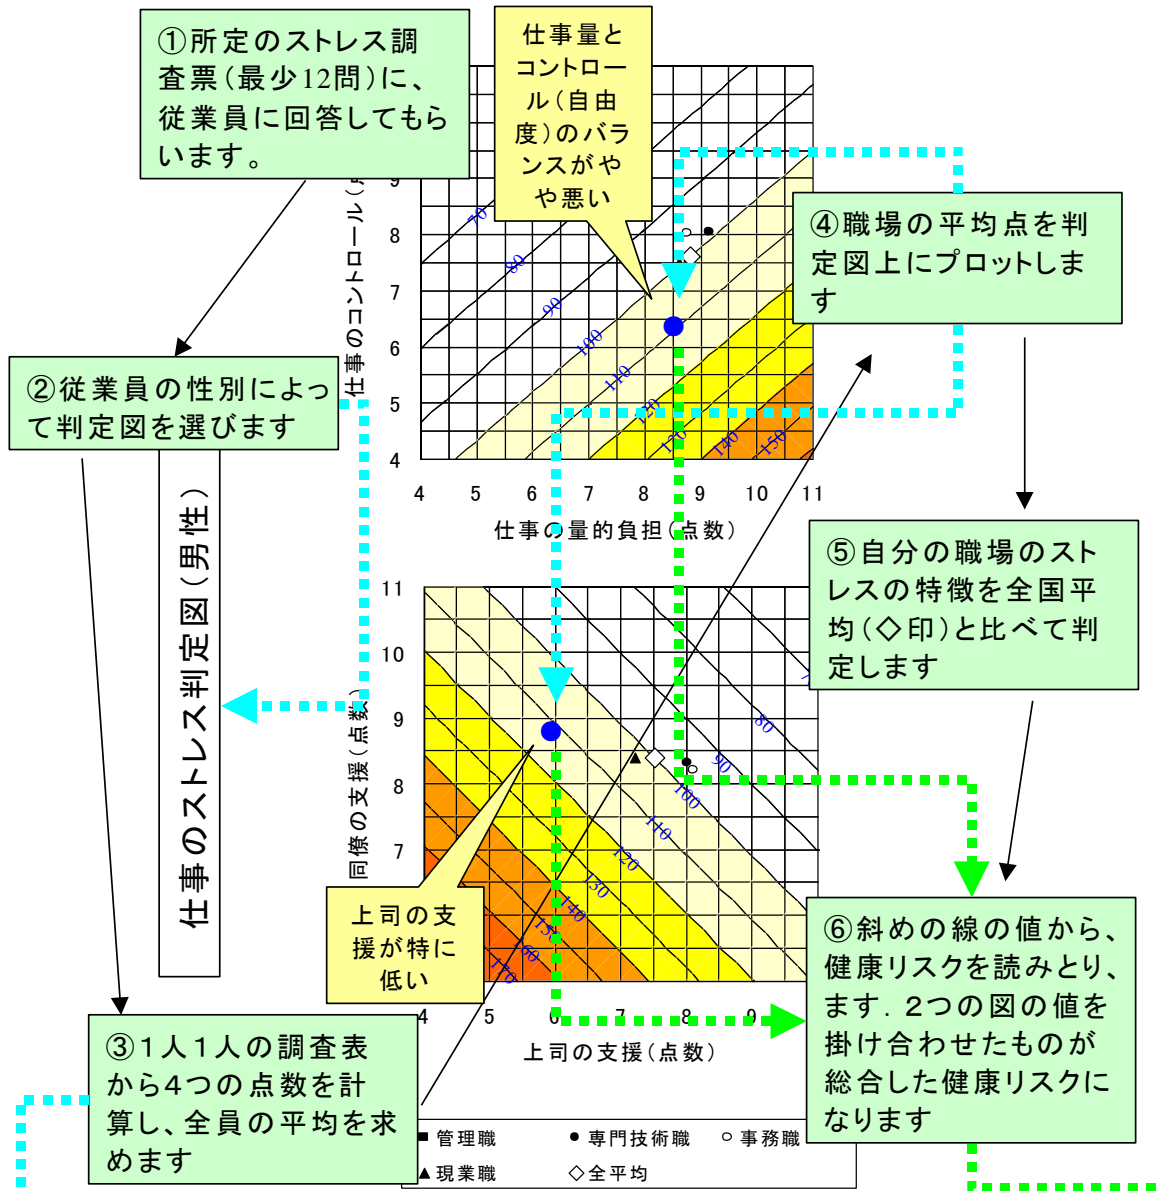 ①所定のストレス調
査票(最少12問)に、
従業員に回答してもら
います。
仕事量と
コントロー
ル(自由
度)のバラ
ンスがや
や悪い
④職場の平均点を判
定図上にプロットしま
す
②従業員の性別によっ
て判定図を選びます
仕事のストレス判定図(男性)
仕事のコントロール(
9
8
7
6
5
4
70
80
90
100
110
120
130
140
150
4 5 6 7 8 9 10 11
仕事の量的負担(点数)
⑤自分の職場のスト
レスの特徴を全国平
均(◇印)と比べて判
定します
同僚の支援(点数)
11
10
9
8
7
80
90
100
110
120
130
140
150
160
170
上司の支
援が特に
低い
4 5 6 7 8 9
上司の支援(点数)
⑥斜めの線の値から、
健康リスクを読みとり、
ます. 2つの図の値を
掛け合わせたものが
総合した健康リスクに
なります
③1人1人の調査表
から4つの点数を計
算し、全員の平均を求
めます
■管理職 ●専門技術職 ○事務職
▲現業職 ◇全平均